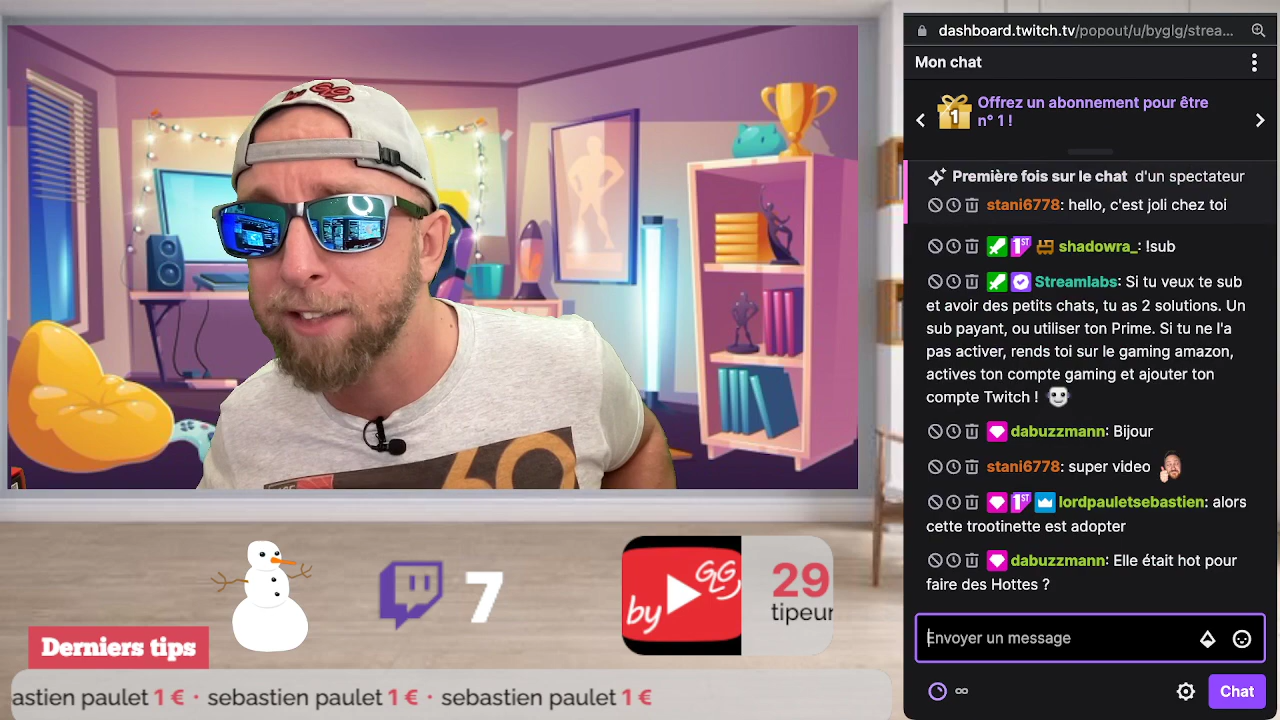 dashboard.twitch.tv/popout/u/byglg/strea...
Mon chat
1
Offrez un abonnement pour être
n° 1 !
Première fois sur le chat d'un spectateur
stani6778: hello, c'est joli chez toi
1ST shadowra_: !sub
Streamlabs: Si tu veux te sub
et avoir des petits chats, tu as 2 solutions. Un
sub payant, ou utiliser ton Prime. Si tu ne l'a
pas activer, rends toi sur le gaming amazon,
actives ton compte gaming et ajouter ton
compte Twitch !
dabuzzmann: Bijour
stani6778: super video
1ST lordpauletsebastien: alors
cette trootinette est adopter
dabuzzmann: Elle était hot pour
faire des Hottes ?
Envoyer un message
Chat
60
7
by GLG
29
tipeur
Derniers tips
astien paulet 1 € · sebastien paulet 1 € · sebastien paulet 1 €